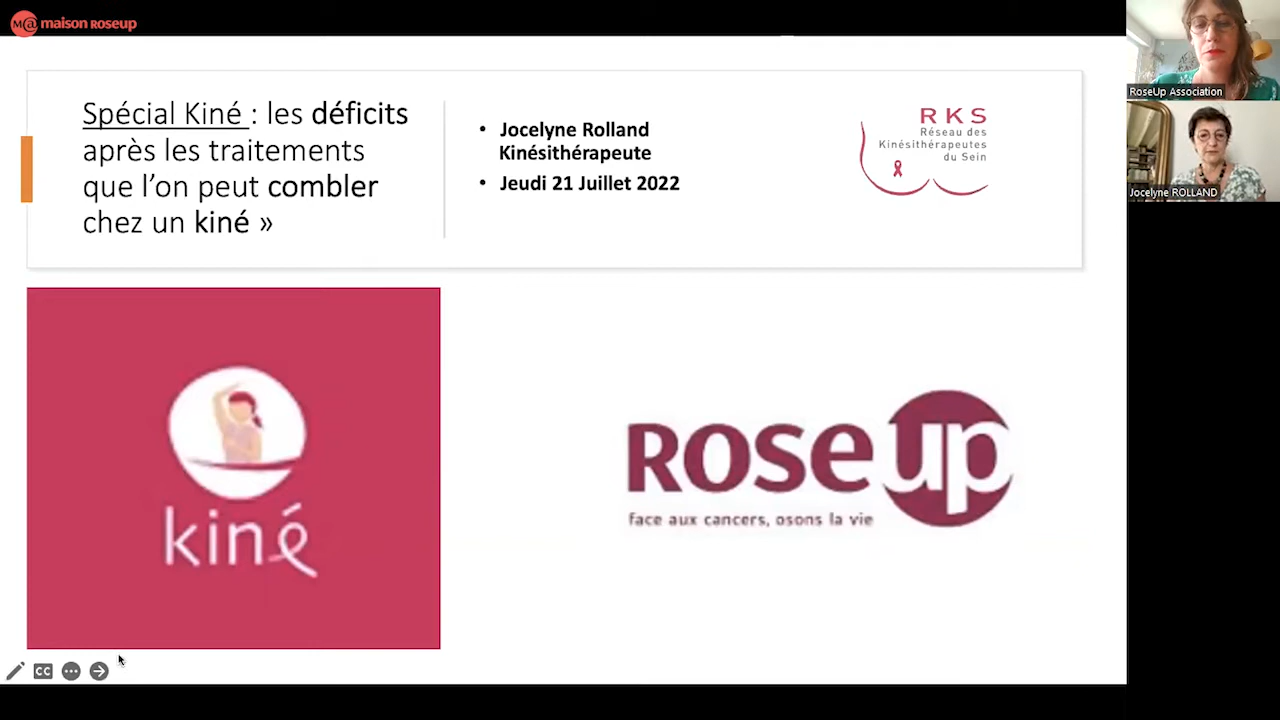 M@ maison ROSEUP
Spécial Kiné : les déficits
après les traitements
que l’on peut combler
chez un kiné »
• Jocelyne Rolland
Kinésithérapeute
• Jeudi 21 Juillet 2022
RKS
Réseau des
Kinésithérapeutes
du Sein
RoseUp Association
Jocelyne ROLLAND
kiné
ROSEup
face aux cancers, osons la vie
CC